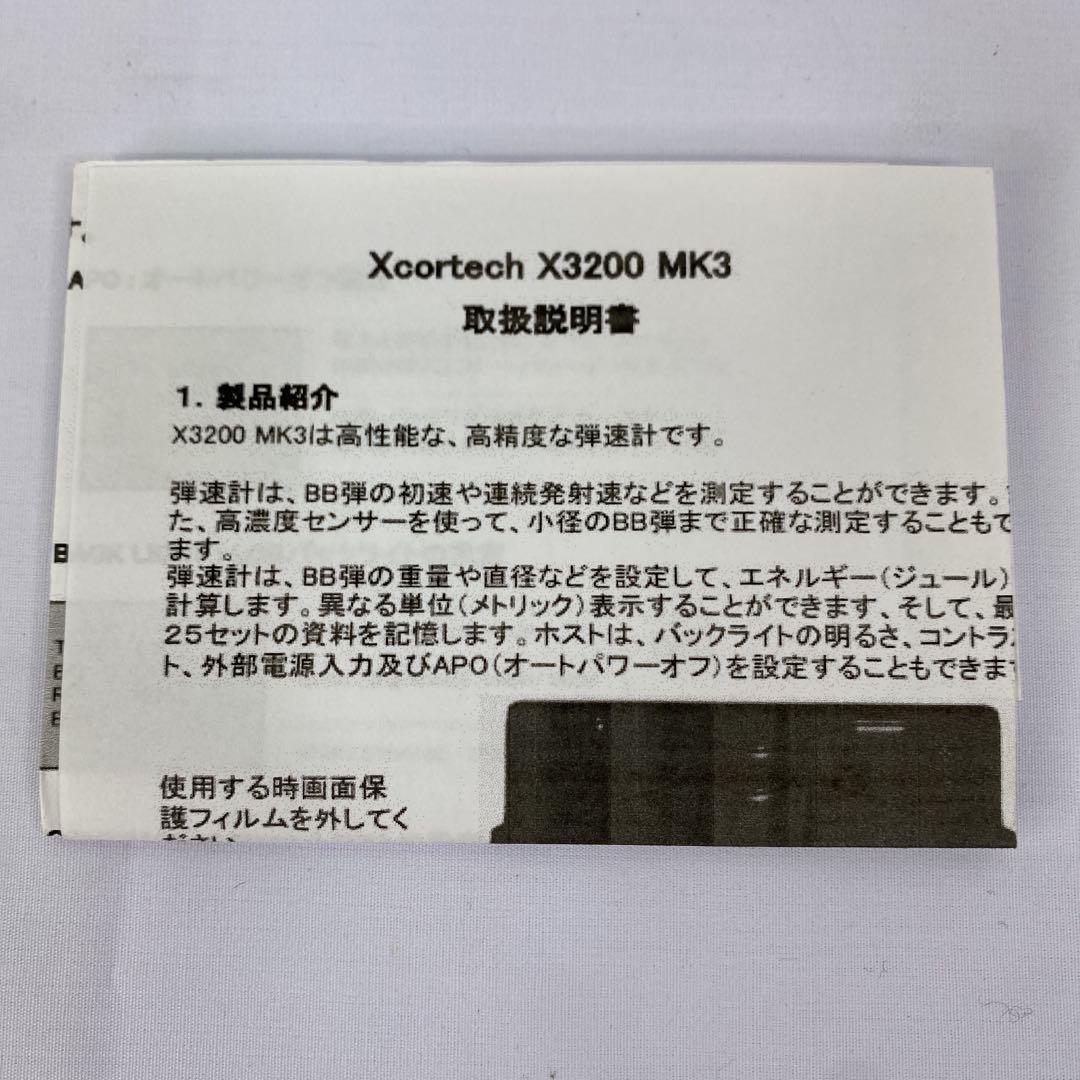 Xcortech X3200 MK3
取扱説明書
1. 製品紹介
X3200 MK3は高性能な、高精度な弾速計です。
弾速計は、BB弾の初速や連続発射速などを測定することができます。
た、高濃度センサーを使って、小径のBB弾まで正確な測定することもで
ます。
弾速計は、BB弾の重量や直径などを設定して、エネルギー(ジュール)
計算します。異なる単位(メトリック)表示することができます、そして、最
25セットの資料を記憶します。ホストは、バックライトの明るさ、コントラ
ト、外部電源入力及びAPO(オートパワーオフ)を設定することもできま
使用する時画面保
護フィルムを外してく
ださい